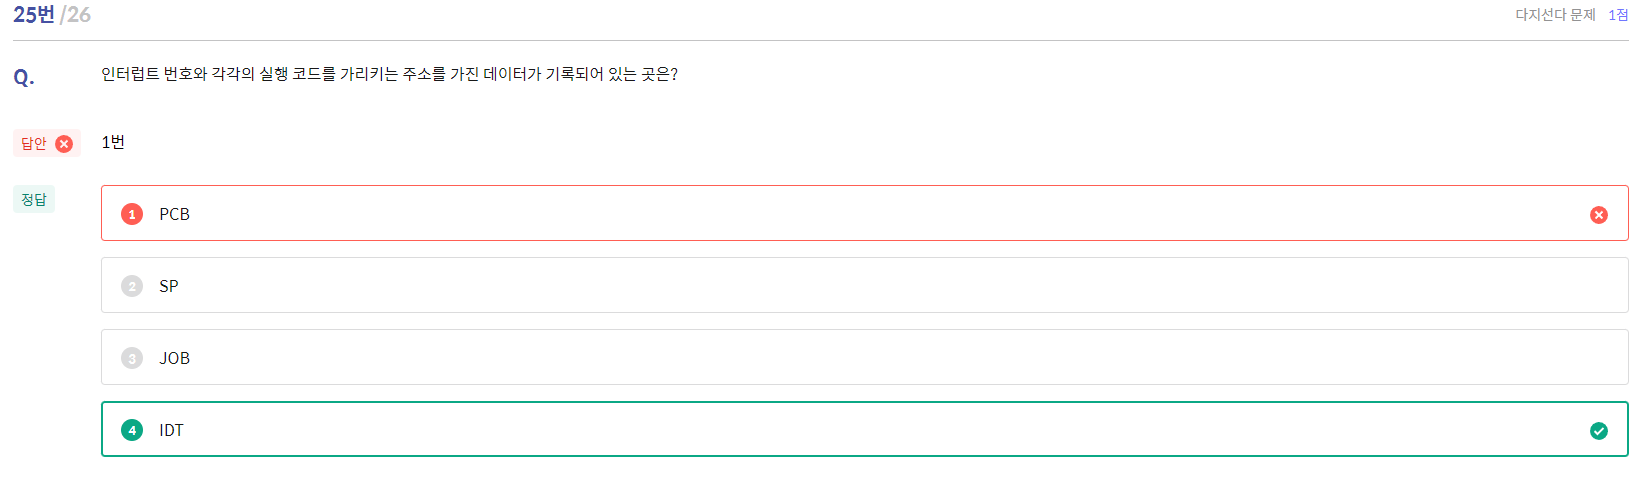 25번 /26
다지선다 문제 1점
Q. 인터럽트 번호와 각각의 실행 코드를 가리키는 주소를 가진 데이터가 기록되어 있는 곳은?
답안 1번
정답
1 PCB
2 SP
3 JOB
4 IDT